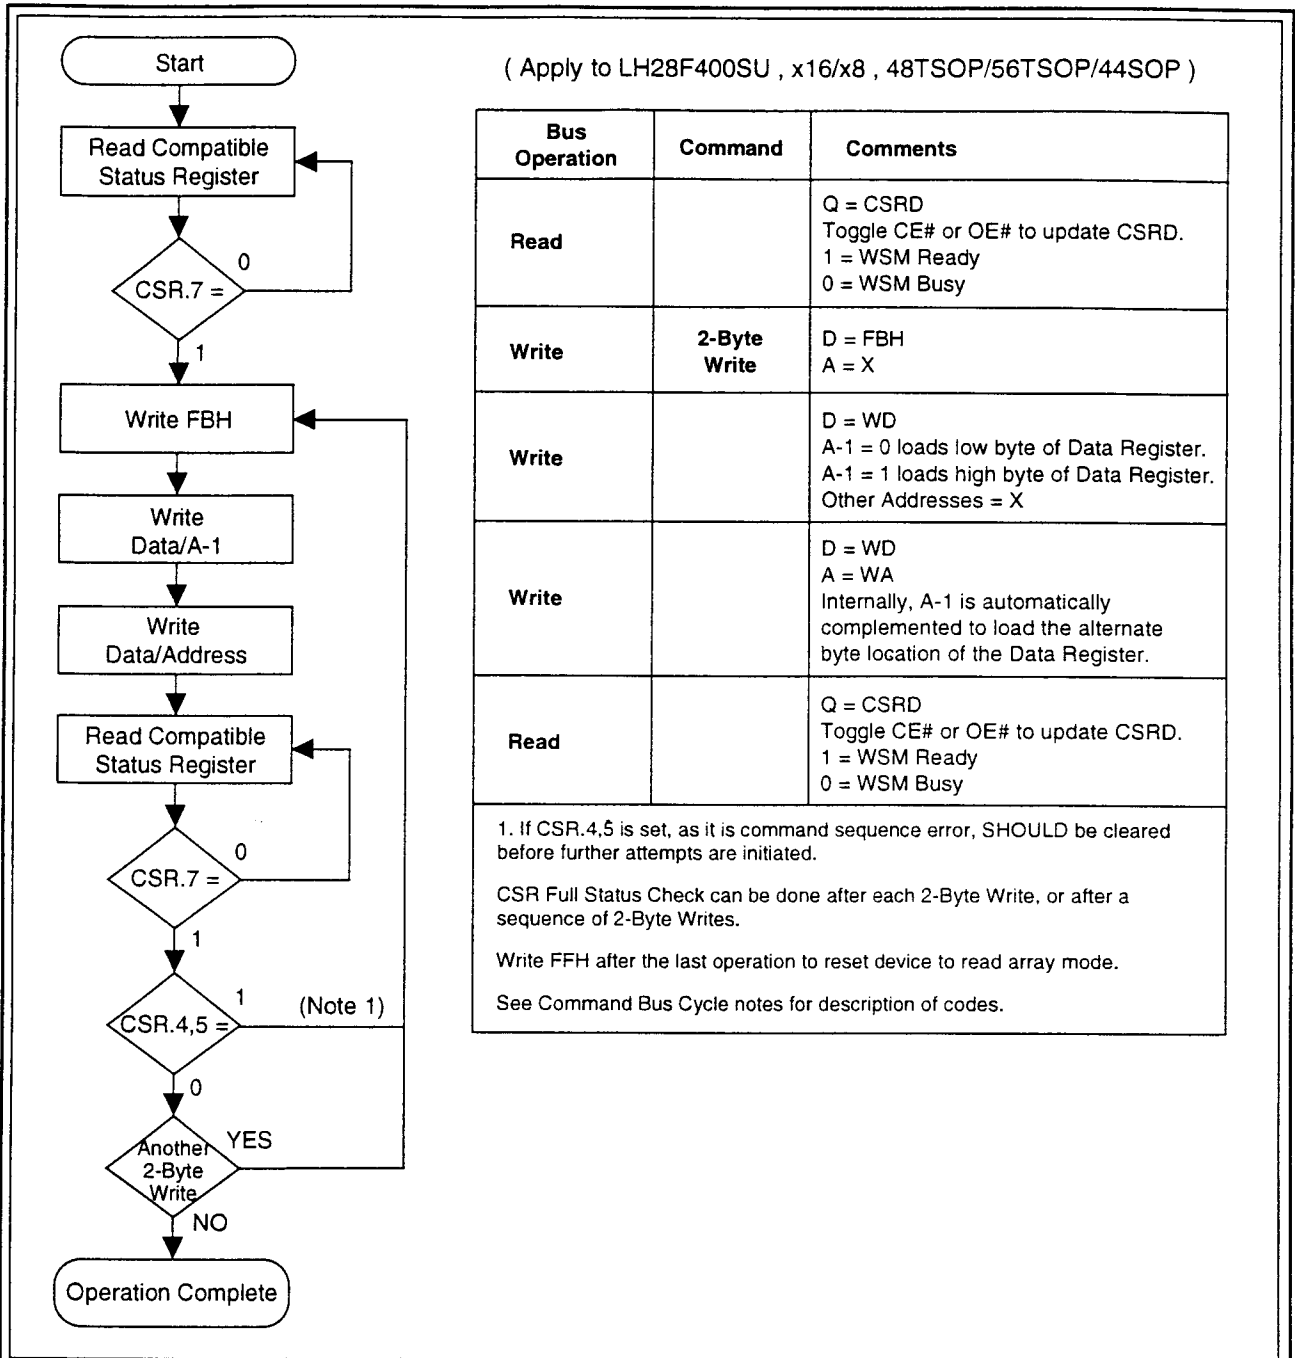 Start
Read Compatible
Status Register
0
CSR.7 =
1
Write FBH
Write
Data/A-1
Write
Data/Address
Read Compatible
Status Register
0
CSR.7 =
1
1
(Note 1)
CSR.4,5 =
0
YES
Another
2-Byte
Write
NO
Operation Complete
( Apply to LH28F400SU , x16/x8 , 48TSOP/56TSOP/44SOP )
Bus
Operation
Command
Comments
Read
Q = CSRD
Toggle CE# or OE# to update CSRD.
1 = WSM Ready
0 = WSM Busy
Write
2-Byte
Write
D = FBH
A = X
Write
D = WD
A-1 = 0 loads low byte of Data Register.
A-1 = 1 loads high byte of Data Register.
Other Addresses = X
Write
D = WD
A = WA
Internally, A-1 is automatically
complemented to load the alternate
byte location of the Data Register.
Read
Q = CSRD
Toggle CE# or OE# to update CSRD.
1 = WSM Ready
0 = WSM Busy
1. If CSR.4,5 is set, as it is command sequence error, SHOULD be cleared
before further attempts are initiated.
CSR Full Status Check can be done after each 2-Byte Write, or after a
sequence of 2-Byte Writes.
Write FFH after the last operation to reset device to read array mode.
See Command Bus Cycle notes for description of codes.